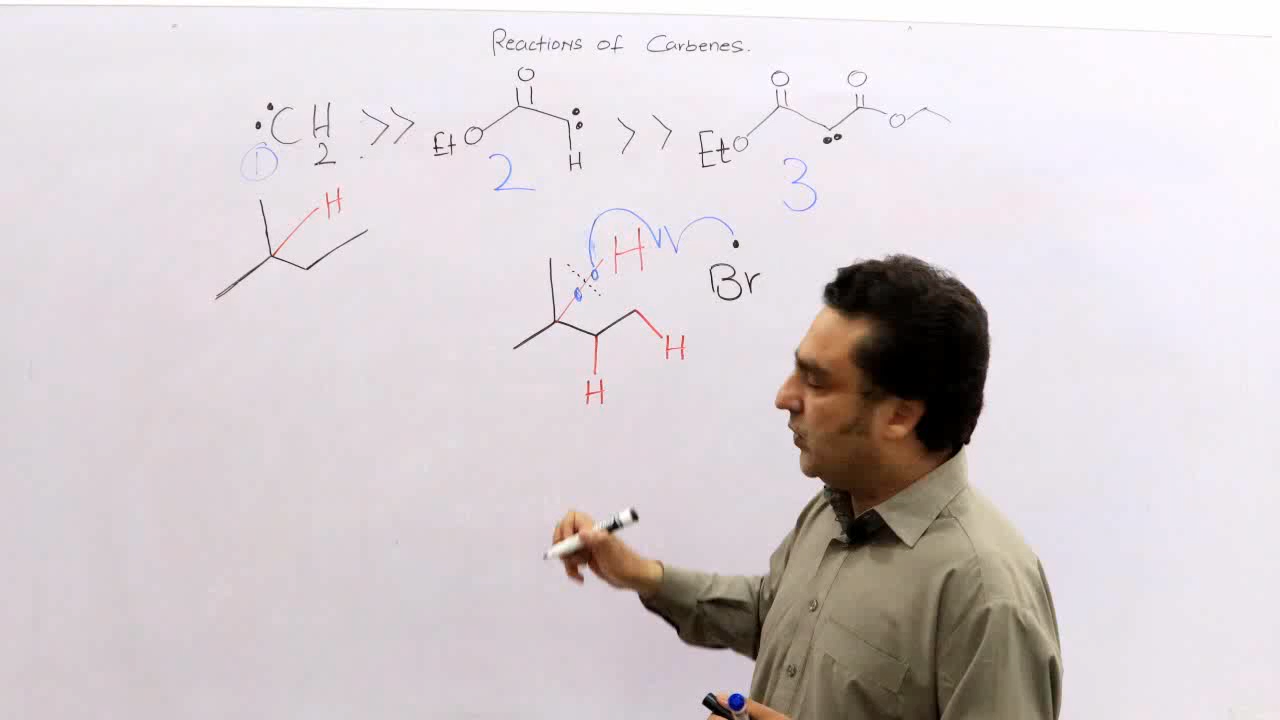 Reactions of Carbenes.
:CH2 >> EtO O : H >> EtO O : O O
1 2 3
H
H Br
H
H